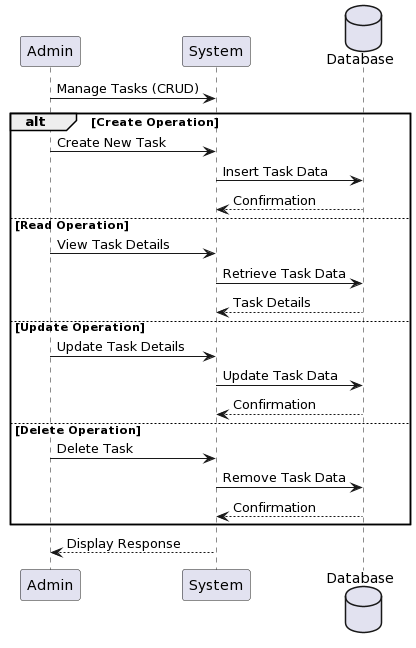 Admin
System
Database
Manage Tasks (CRUD)
alt [Create Operation]
Create New Task
Insert Task Data
Confirmation
[Read Operation]
View Task Details
Retrieve Task Data
Task Details
[Update Operation]
Update Task Details
Update Task Data
Confirmation
[Delete Operation]
Delete Task
Remove Task Data
Confirmation
Display Response
Admin
System
Database